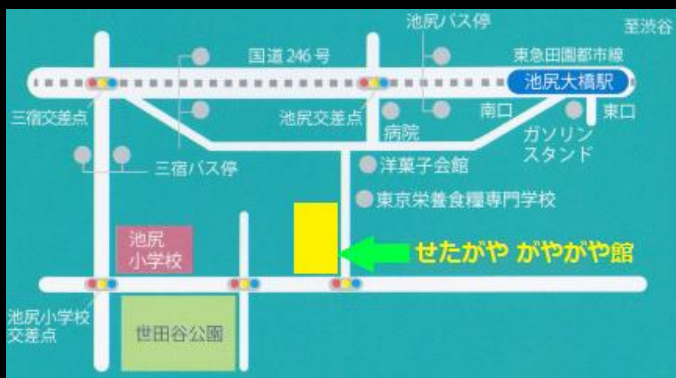 池尻バス停
至渋谷
国道246号
東急田園都市線
池尻大橋駅
三宿交差点
池尻交差点
南口
東口
病院
ガソリン
スタンド
三宿バス停
洋菓子会館
東京栄養食糧専門学校
池尻
小学校
せたがや がやがや館
池尻小学校
交差点
世田谷公園